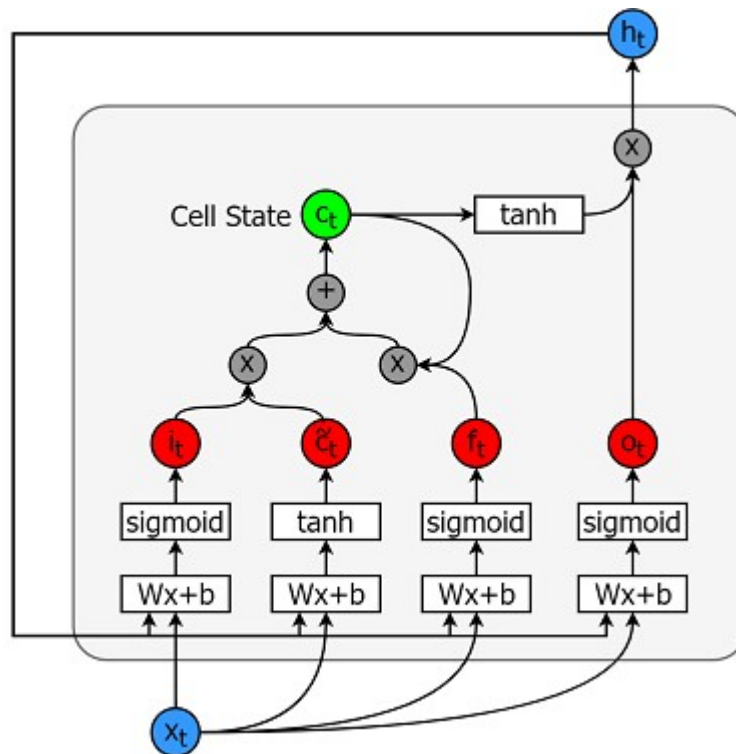 h_t
x
Cell State c_t tanh
+
x x
i_t c̃_t f_t o_t
sigmoid tanh sigmoid sigmoid
Wx+b Wx+b Wx+b Wx+b
x_t